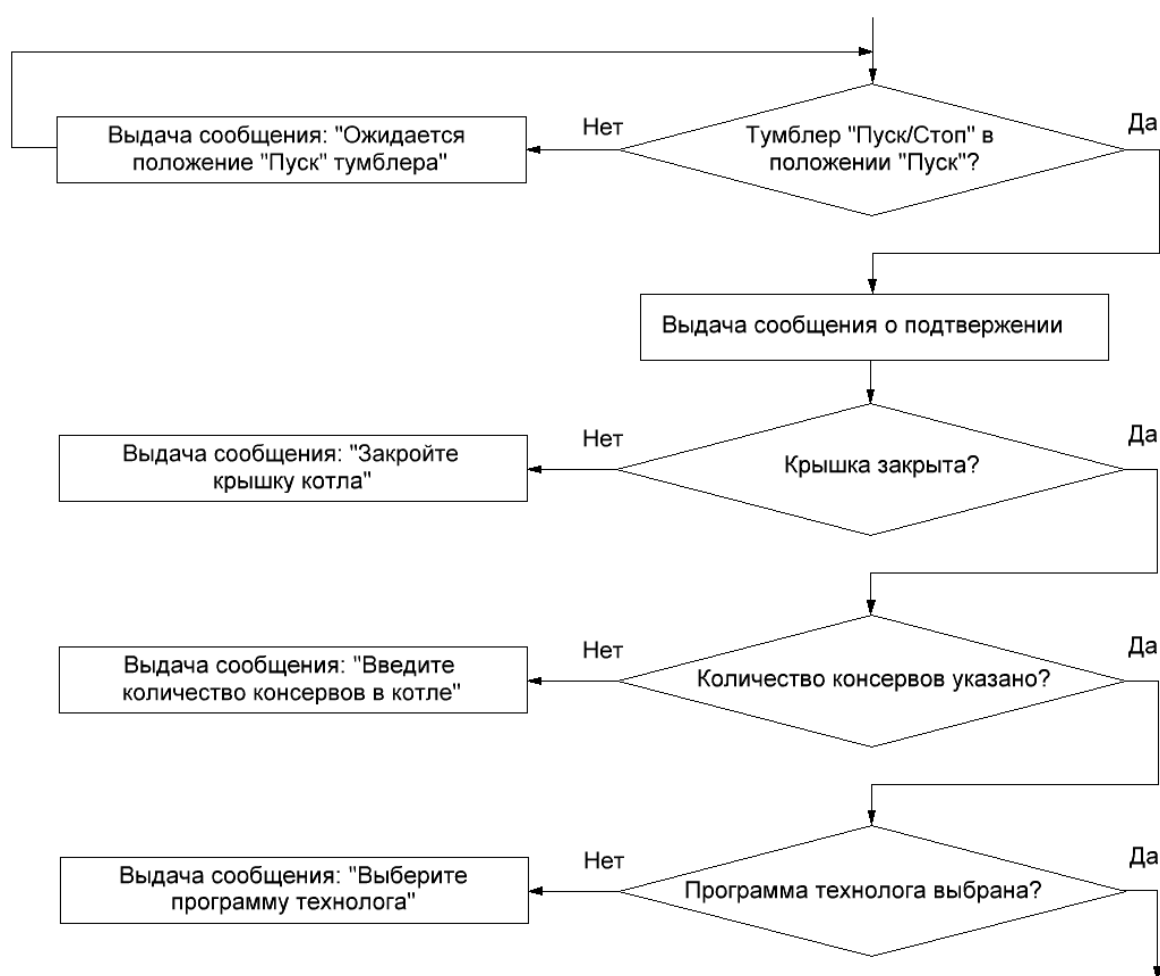 Тумблер "Пуск/Стоп" в
положении "Пуск"?
Нет
Да
Выдача сообщения: "Ожидается
положение "Пуск" тумблера"
Выдача сообщения о подтвержении
Крышка закрыта?
Нет
Да
Выдача сообщения: "Закройте
крышку котла"
Количество консервов указано?
Нет
Да
Выдача сообщения: "Введите
количество консервов в котле"
Программа технолога выбрана?
Нет
Да
Выдача сообщения: "Выберите
программу технолога"